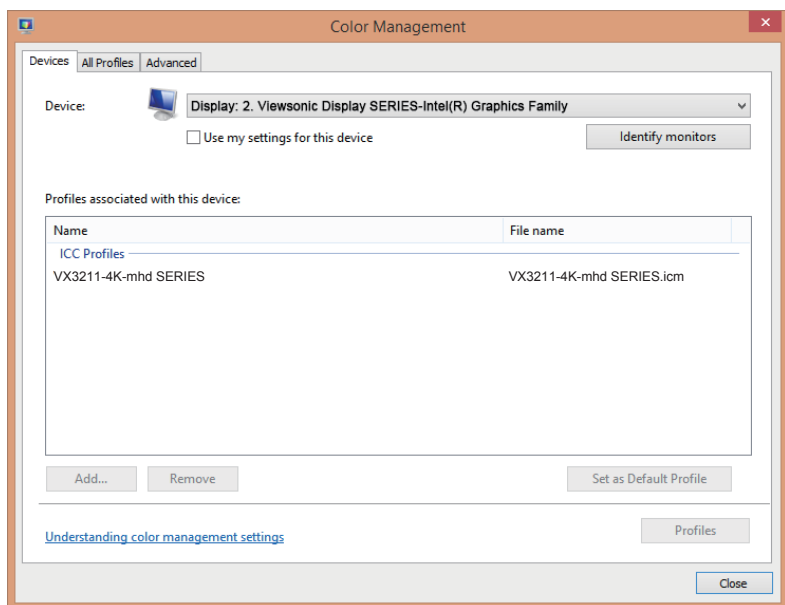 Color Management
Devices All Profiles Advanced
Device: Display: 2. Viewsonic Display SERIES-Intel(R) Graphics Family
Use my settings for this device Identify monitors
Profiles associated with this device:
Name File name
ICC Profiles
VX3211-4K-mhd SERIES VX3211-4K-mhd SERIES.icm
Add... Remove Set as Default Profile
Understanding color management settings Profiles
Close